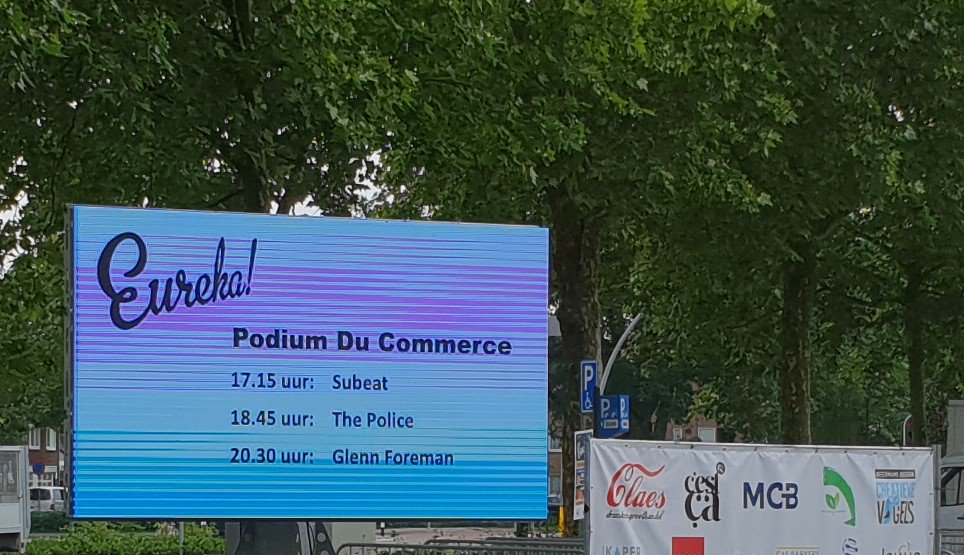 Eureka!
Podium Du Commerce
17.15 uur: Subeat
18.45 uur: The Police
20.30 uur: Glenn Foreman
P
P
Claes
c'est ça
MCB
CREATIEVE
VOGELS
KAPER